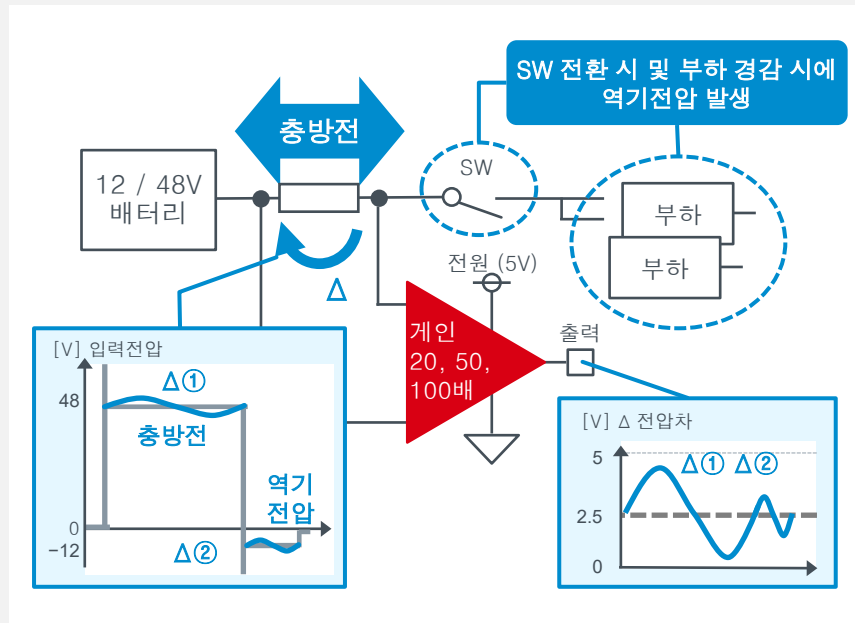 SW 전환 시 및 부하 경감 시에
역기전압 발생
충방전
SW
12 / 48V
배터리
부하
부하
전원 (5V)
Δ
게인
20, 50,
100배
출력
[V] 입력전압
Δ①
48
충방전
역기
전압
0
−12
Δ②
[V] Δ 전압차
5
Δ① Δ②
2.5
0